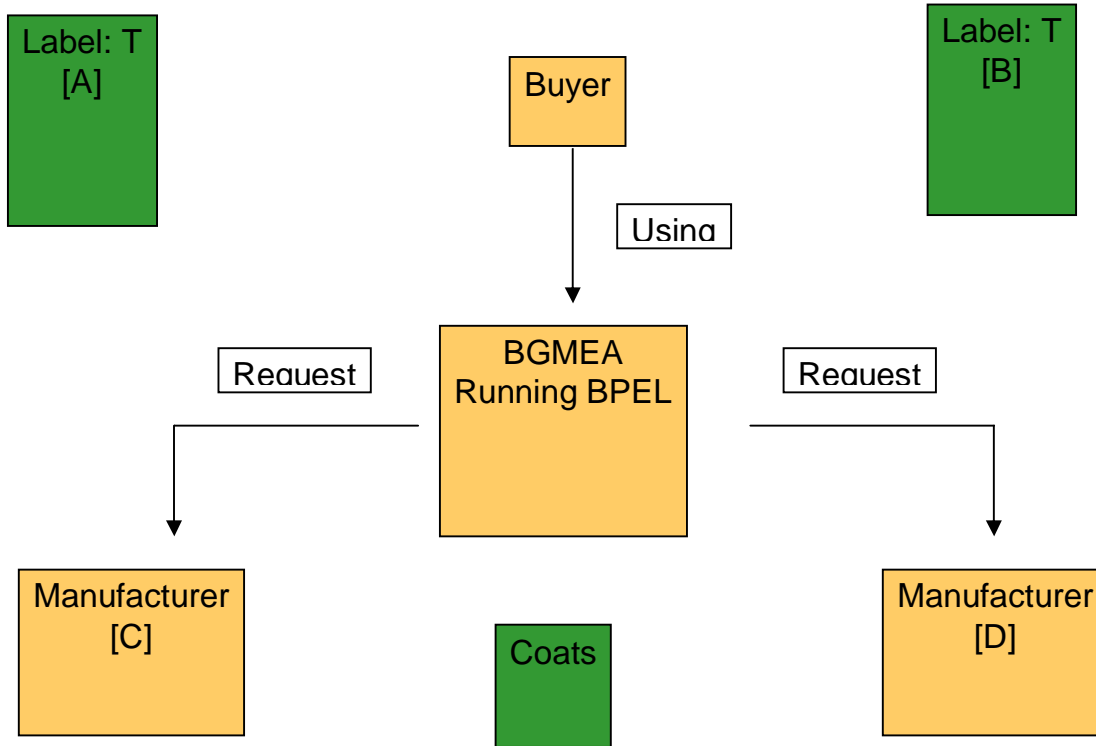 Label: T
[A]
Buyer
Label: T
[B]
Using
BGMEA
Running BPEL
Request
Request
Manufacturer
[C]
Coats
Manufacturer
[D]